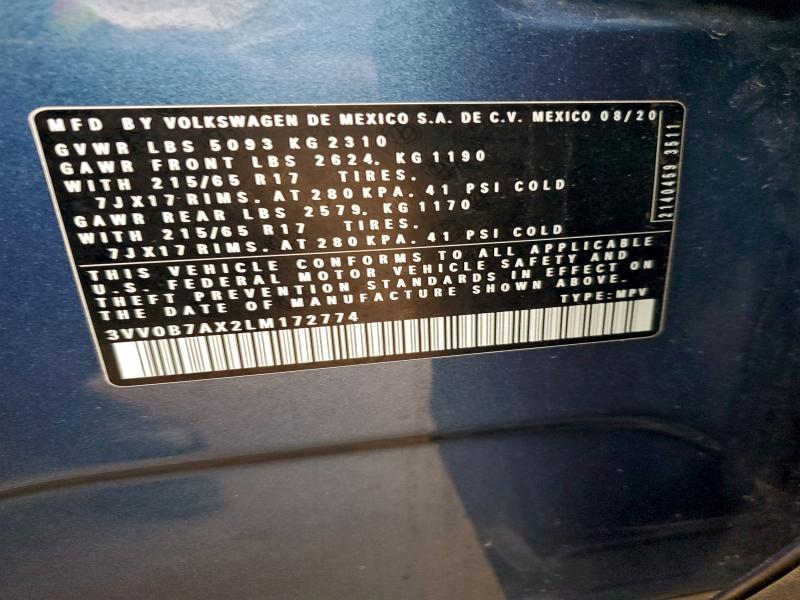 MFD BY VOLKSWAGEN DE MEXICO S.A. DE C.V. MEXICO 08/20
GVWR LBS 5093 KG 2310
GAWR FRONT LBS 2624. KG 1190
WITH 215/65 R17 TIRES.
7JX17 RIMS. AT 280 KPA. 41 PSI COLD
GAWR REAR LBS 2579. KG 1170
WITH 215/65 R17 TIRES.
7JX17 RIMS. AT 280 KPA. 41 PSI COLD
THIS VEHICLE CONFORMS TO ALL APPLICABLE
U.S. FEDERAL MOTOR VEHICLE SAFETY AND
THEFT PREVENTION STANDARDS IN EFFECT ON
THE DATE OF MANUFACTURE SHOWN ABOVE.
TYPE: MPV
3VV0B7AX2LM172774
2140459 3511